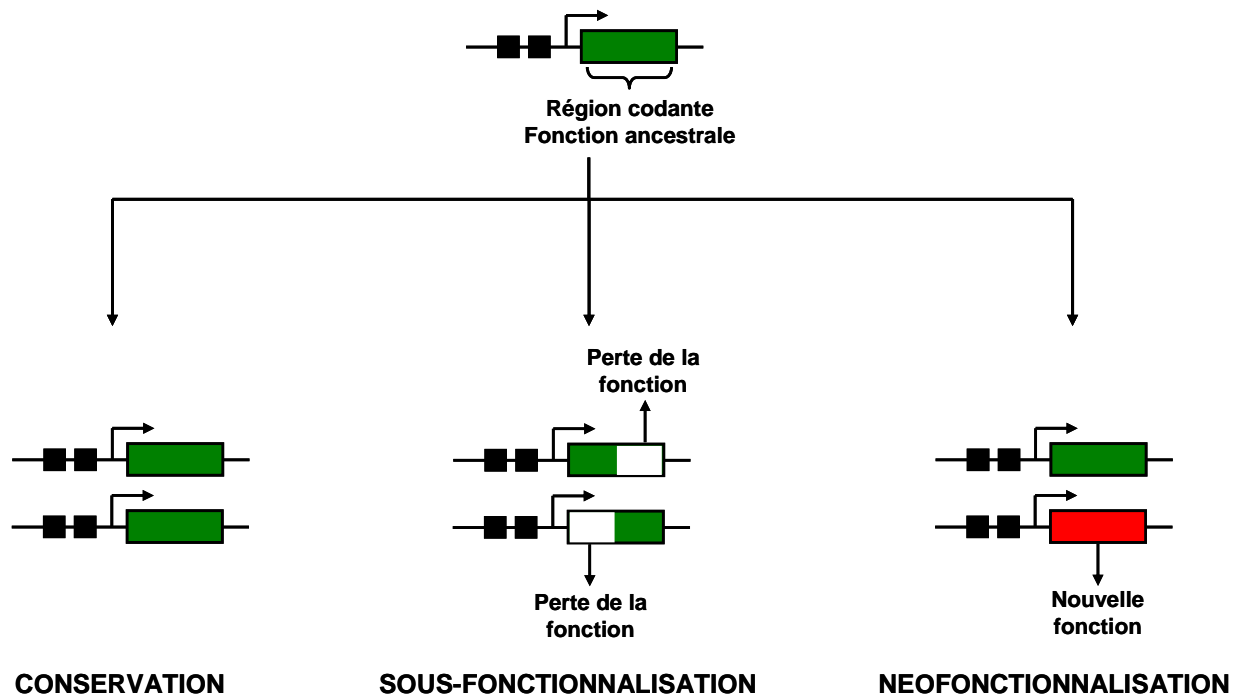 Région codante
Fonction ancestrale
Perte de la
fonction
Perte de la
fonction
Nouvelle
fonction
CONSERVATION
SOUS-FONCTIONNALISATION
NEOFONCTIONNALISATION